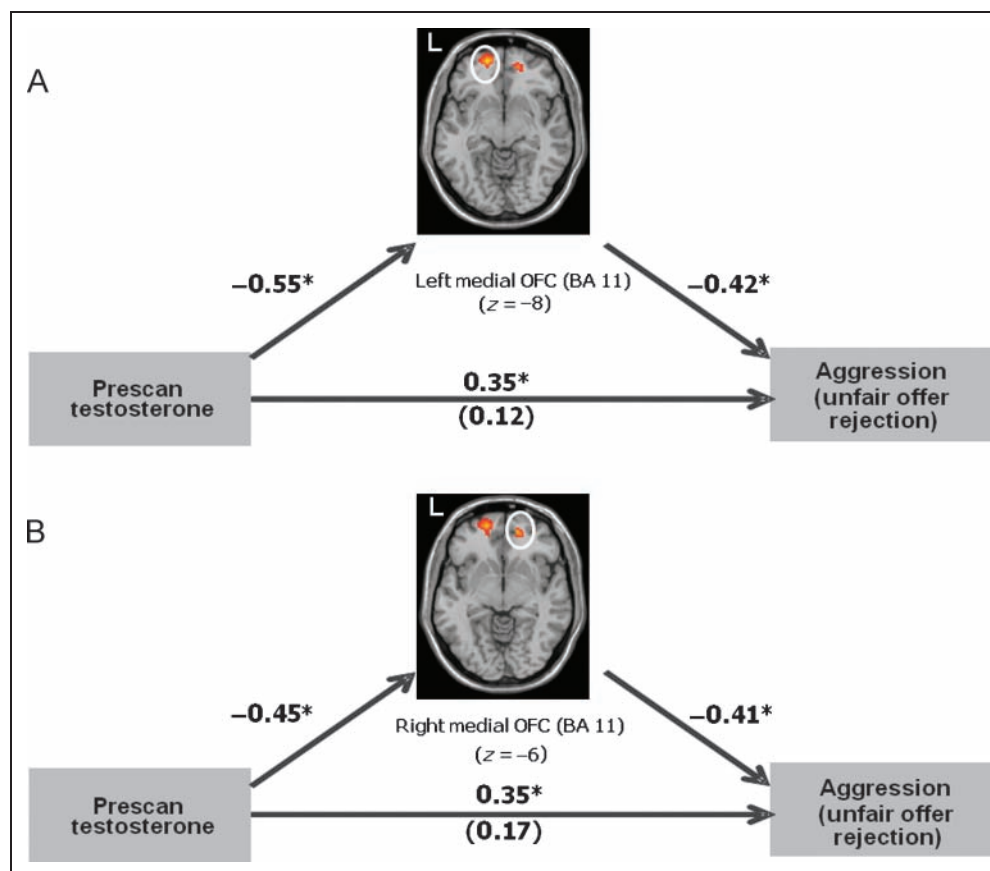 A
L
−0.55*
Left medial OFC (BA 11)
(z = −8)
−0.42*
Prescan
testosterone
0.35*
(0.12)
Aggression
(unfair offer
rejection)
B
L
−0.45*
Right medial OFC (BA 11)
(z = −6)
−0.41*
Prescan
testosterone
0.35*
(0.17)
Aggression
(unfair offer
rejection)